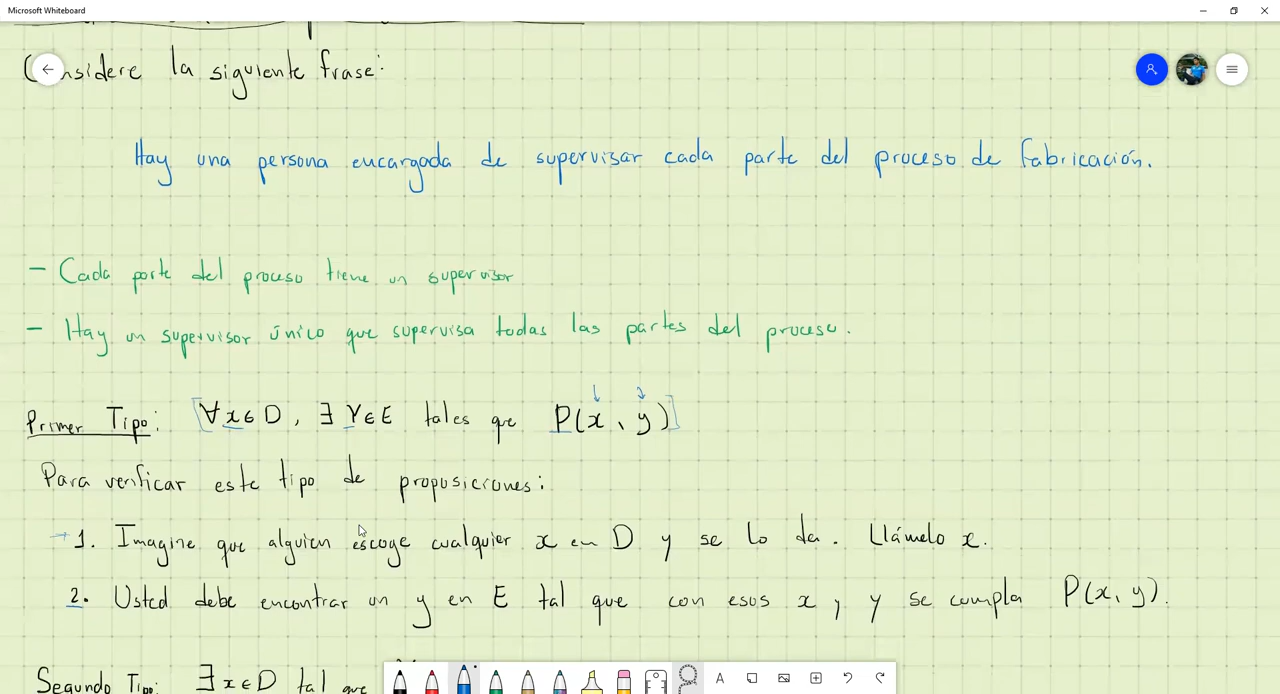 Microsoft Whiteboard
Considere la siguiente frase:
Hay una persona encargada de supervisar cada parte del proceso de fabricación.
- Cada parte del proceso tiene un supervisor
- Hay un supervisor único que supervisa todas las partes del proceso.
Primer Tipo: [∀x∈D, ∃ Y∈E tales que P(x, y)]
Para verificar este tipo de proposiciones:
→ 1. Imagine que alguien escoge cualquier x en D y se lo da. Llámelo x.
2. Usted debe encontrar un y en E tal que con esos x, y se cumpla P(x, y).
Segundo Tipo: ∃x∈D tal que